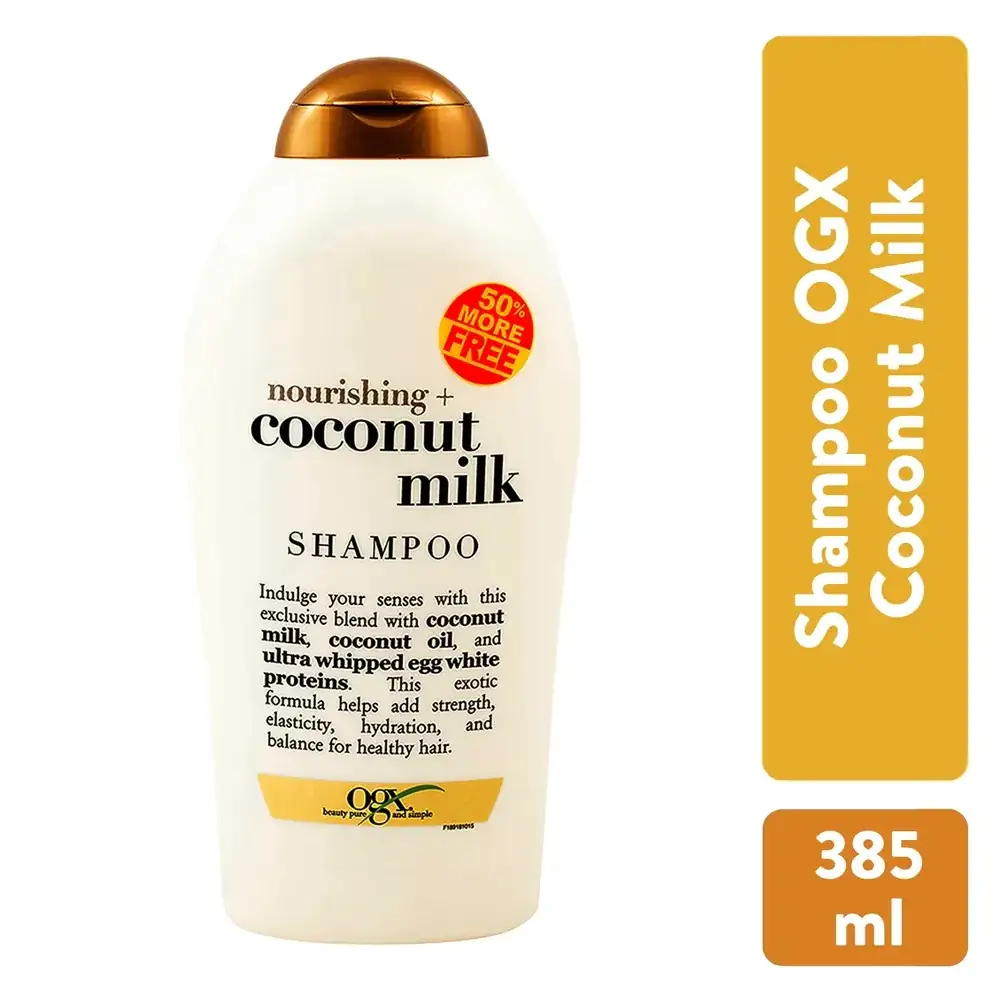 50%
MORE
FREE
nourishing +
coconut
milk
SHAMPOO
Indulge your senses with this
exclusive blend with coconut
milk, coconut oil, and
ultra whipped egg white
proteins. This exotic
formula helps add strength,
elasticity, hydration, and
balance for healthy hair.
Ogx
beauty pure and simple
F180181015
Shampoo OGX
Coconut Milk
385
ml